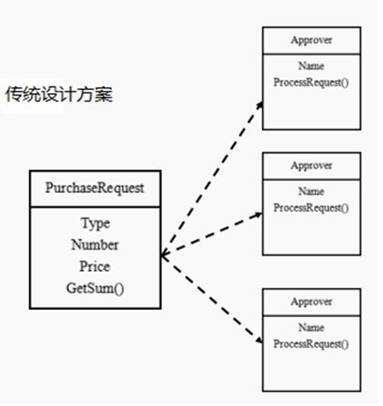 传统设计方案
PurchaseRequest
Type
Number
Price
GetSum()
Approver
Name
ProcessRequest()
Approver
Name
ProcessRequest()
Approver
Name
ProcessRequest()